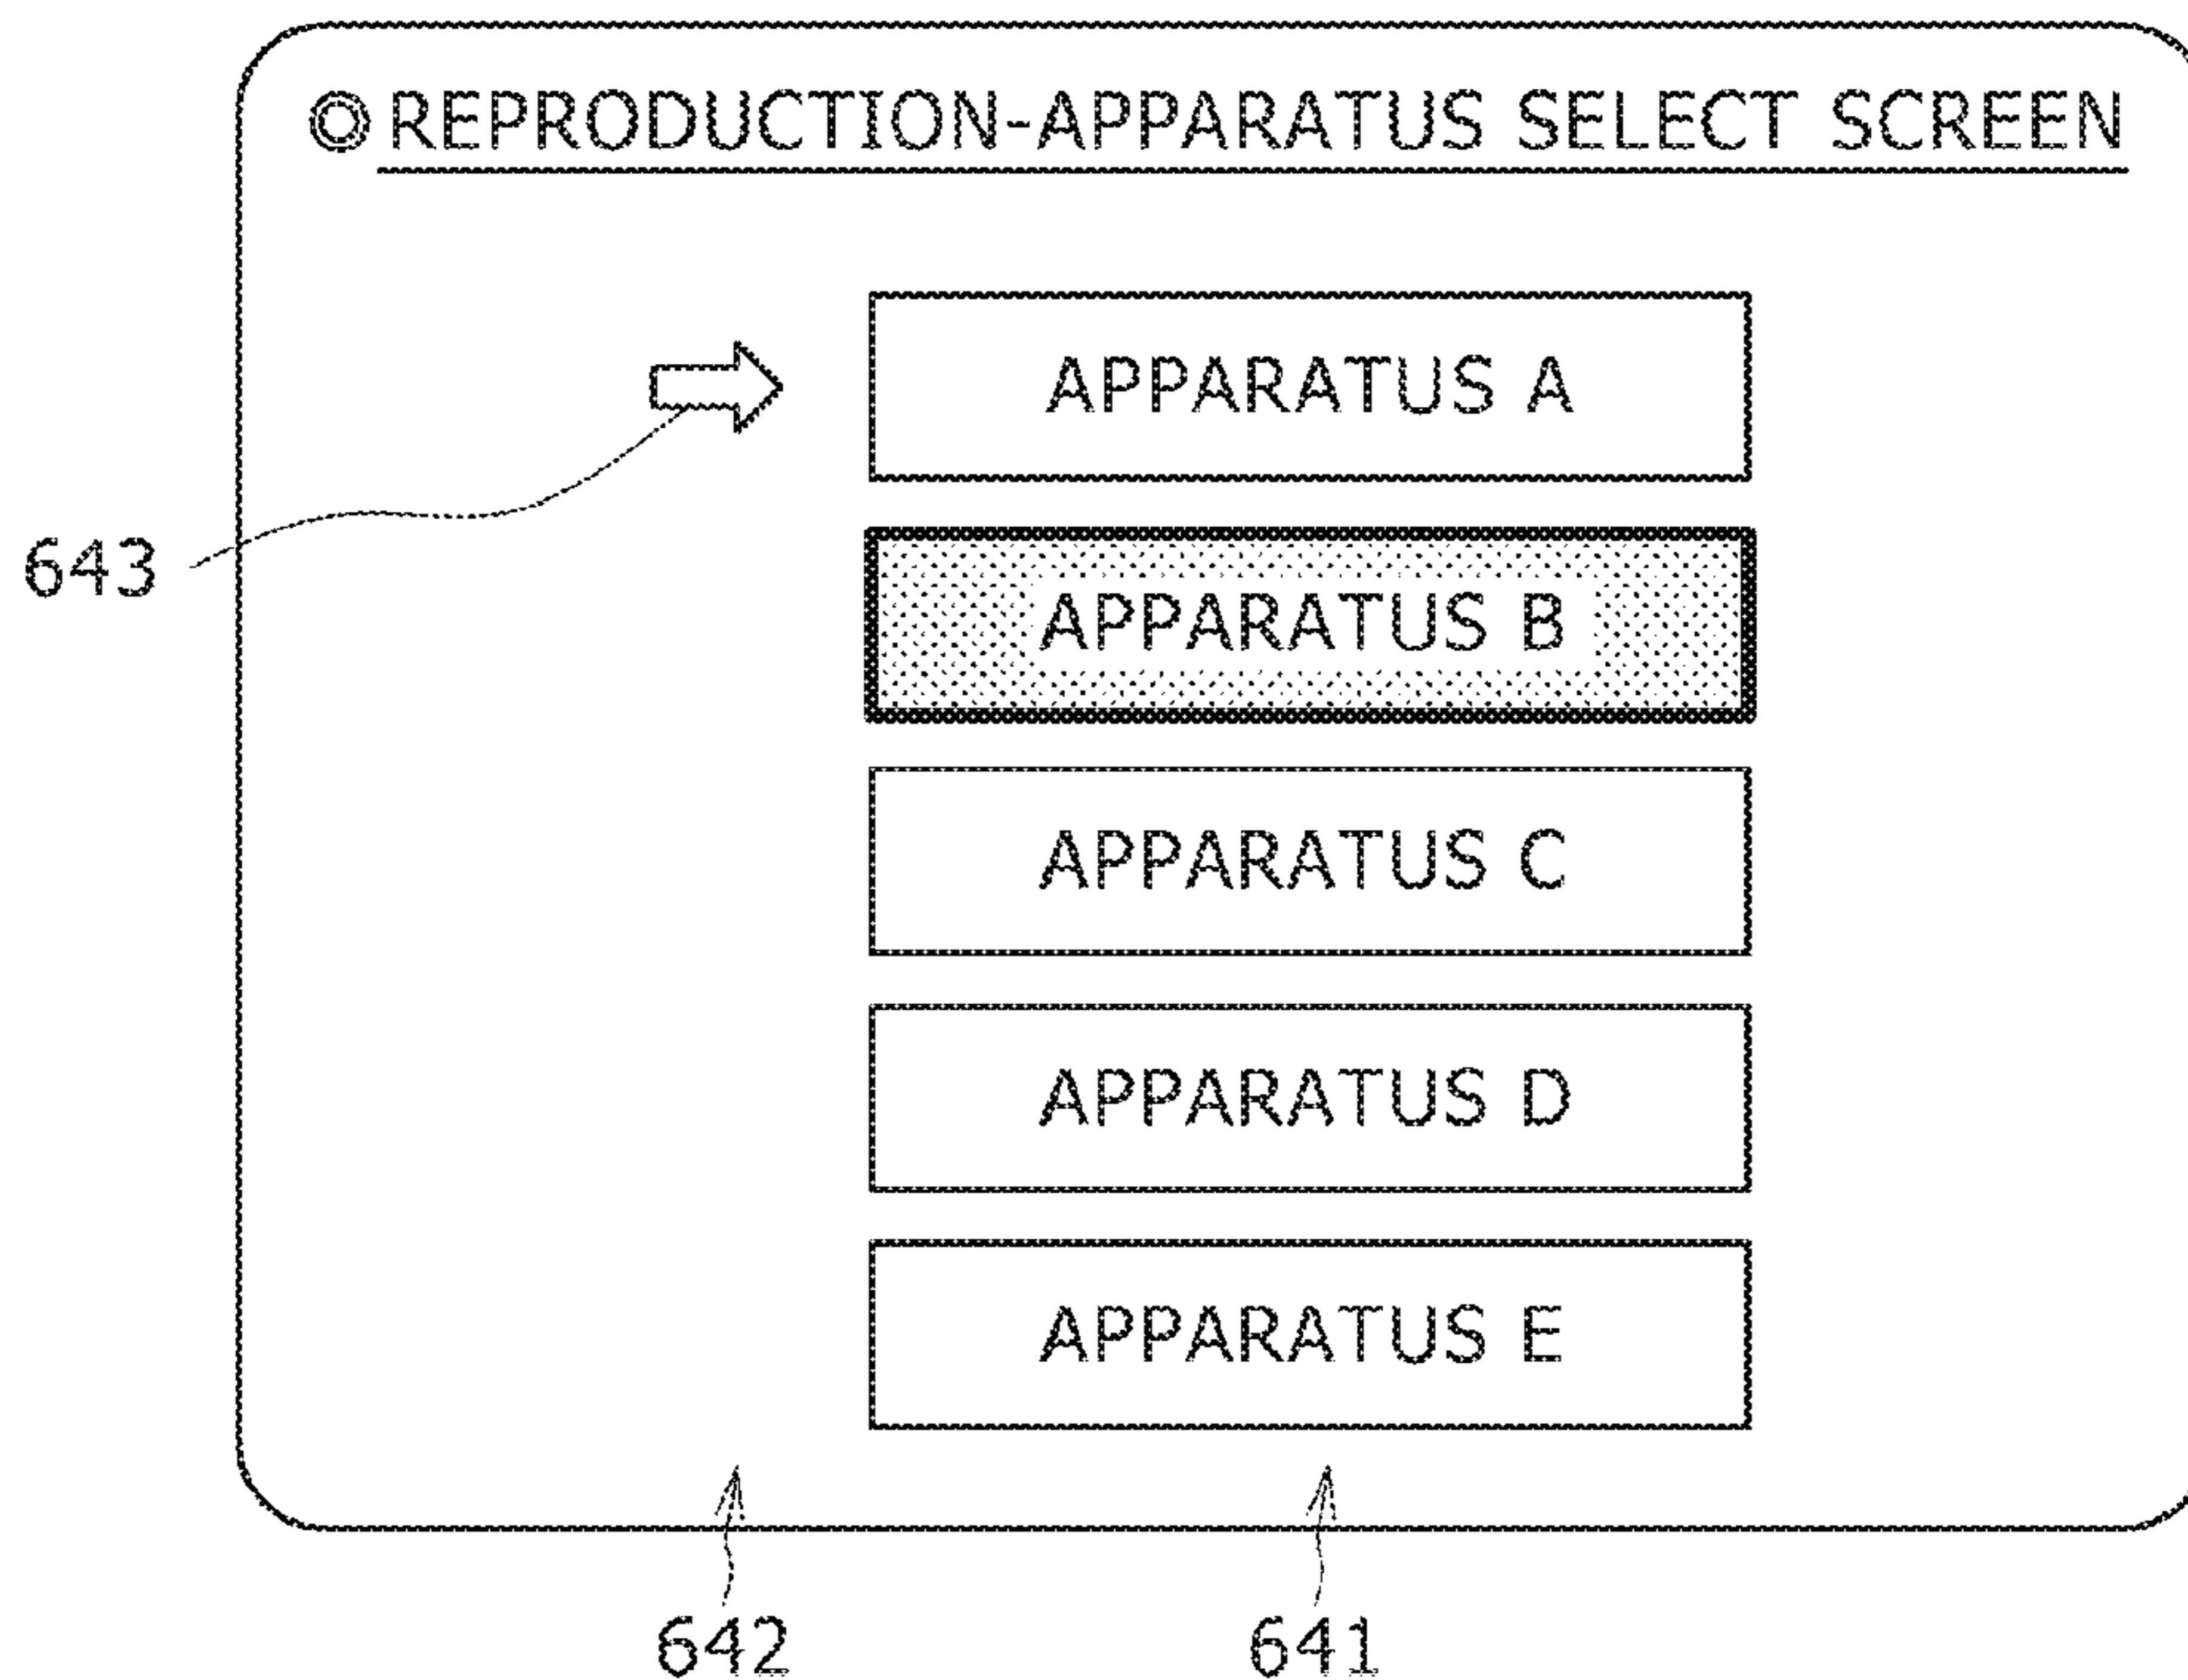 ◎ REPRODUCTION-APPARATUS SELECT SCREEN
APPARATUS A
643
APPARATUS B
APPARATUS C
APPARATUS D
APPARATUS E
642 641